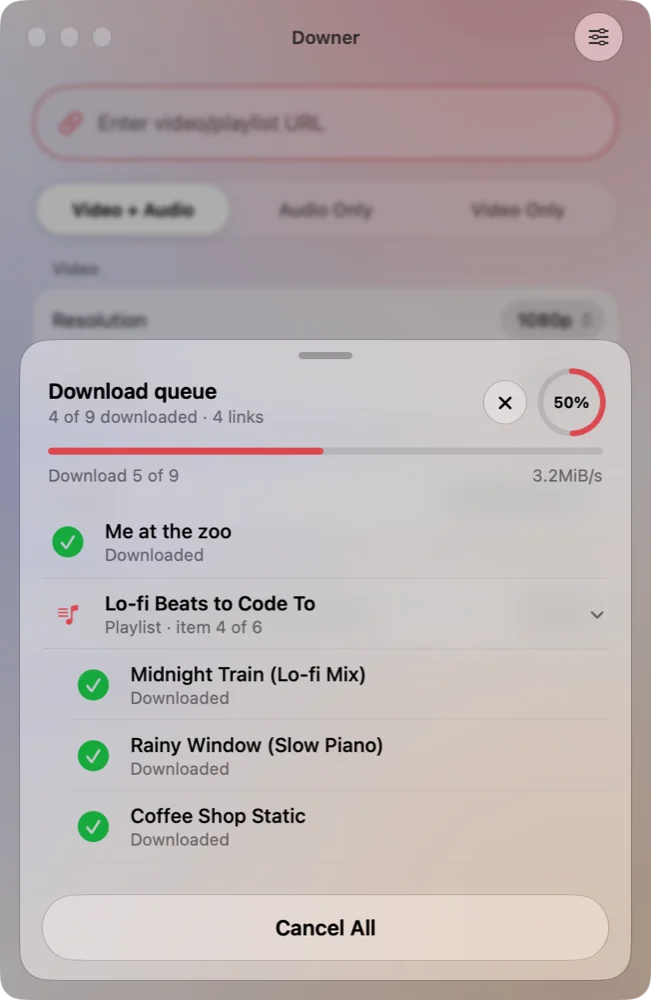 Downer
Enter video/playlist URL
Video + Audio
Audio Only
Video Only
Video
Resolution
1080p
Download queue
4 of 9 downloaded · 4 links
50%
Download 5 of 9
3.2MiB/s
Me at the zoo
Downloaded
Lo-fi Beats to Code To
Playlist · item 4 of 6
Midnight Train (Lo-fi Mix)
Downloaded
Rainy Window (Slow Piano)
Downloaded
Coffee Shop Static
Downloaded
Cancel All